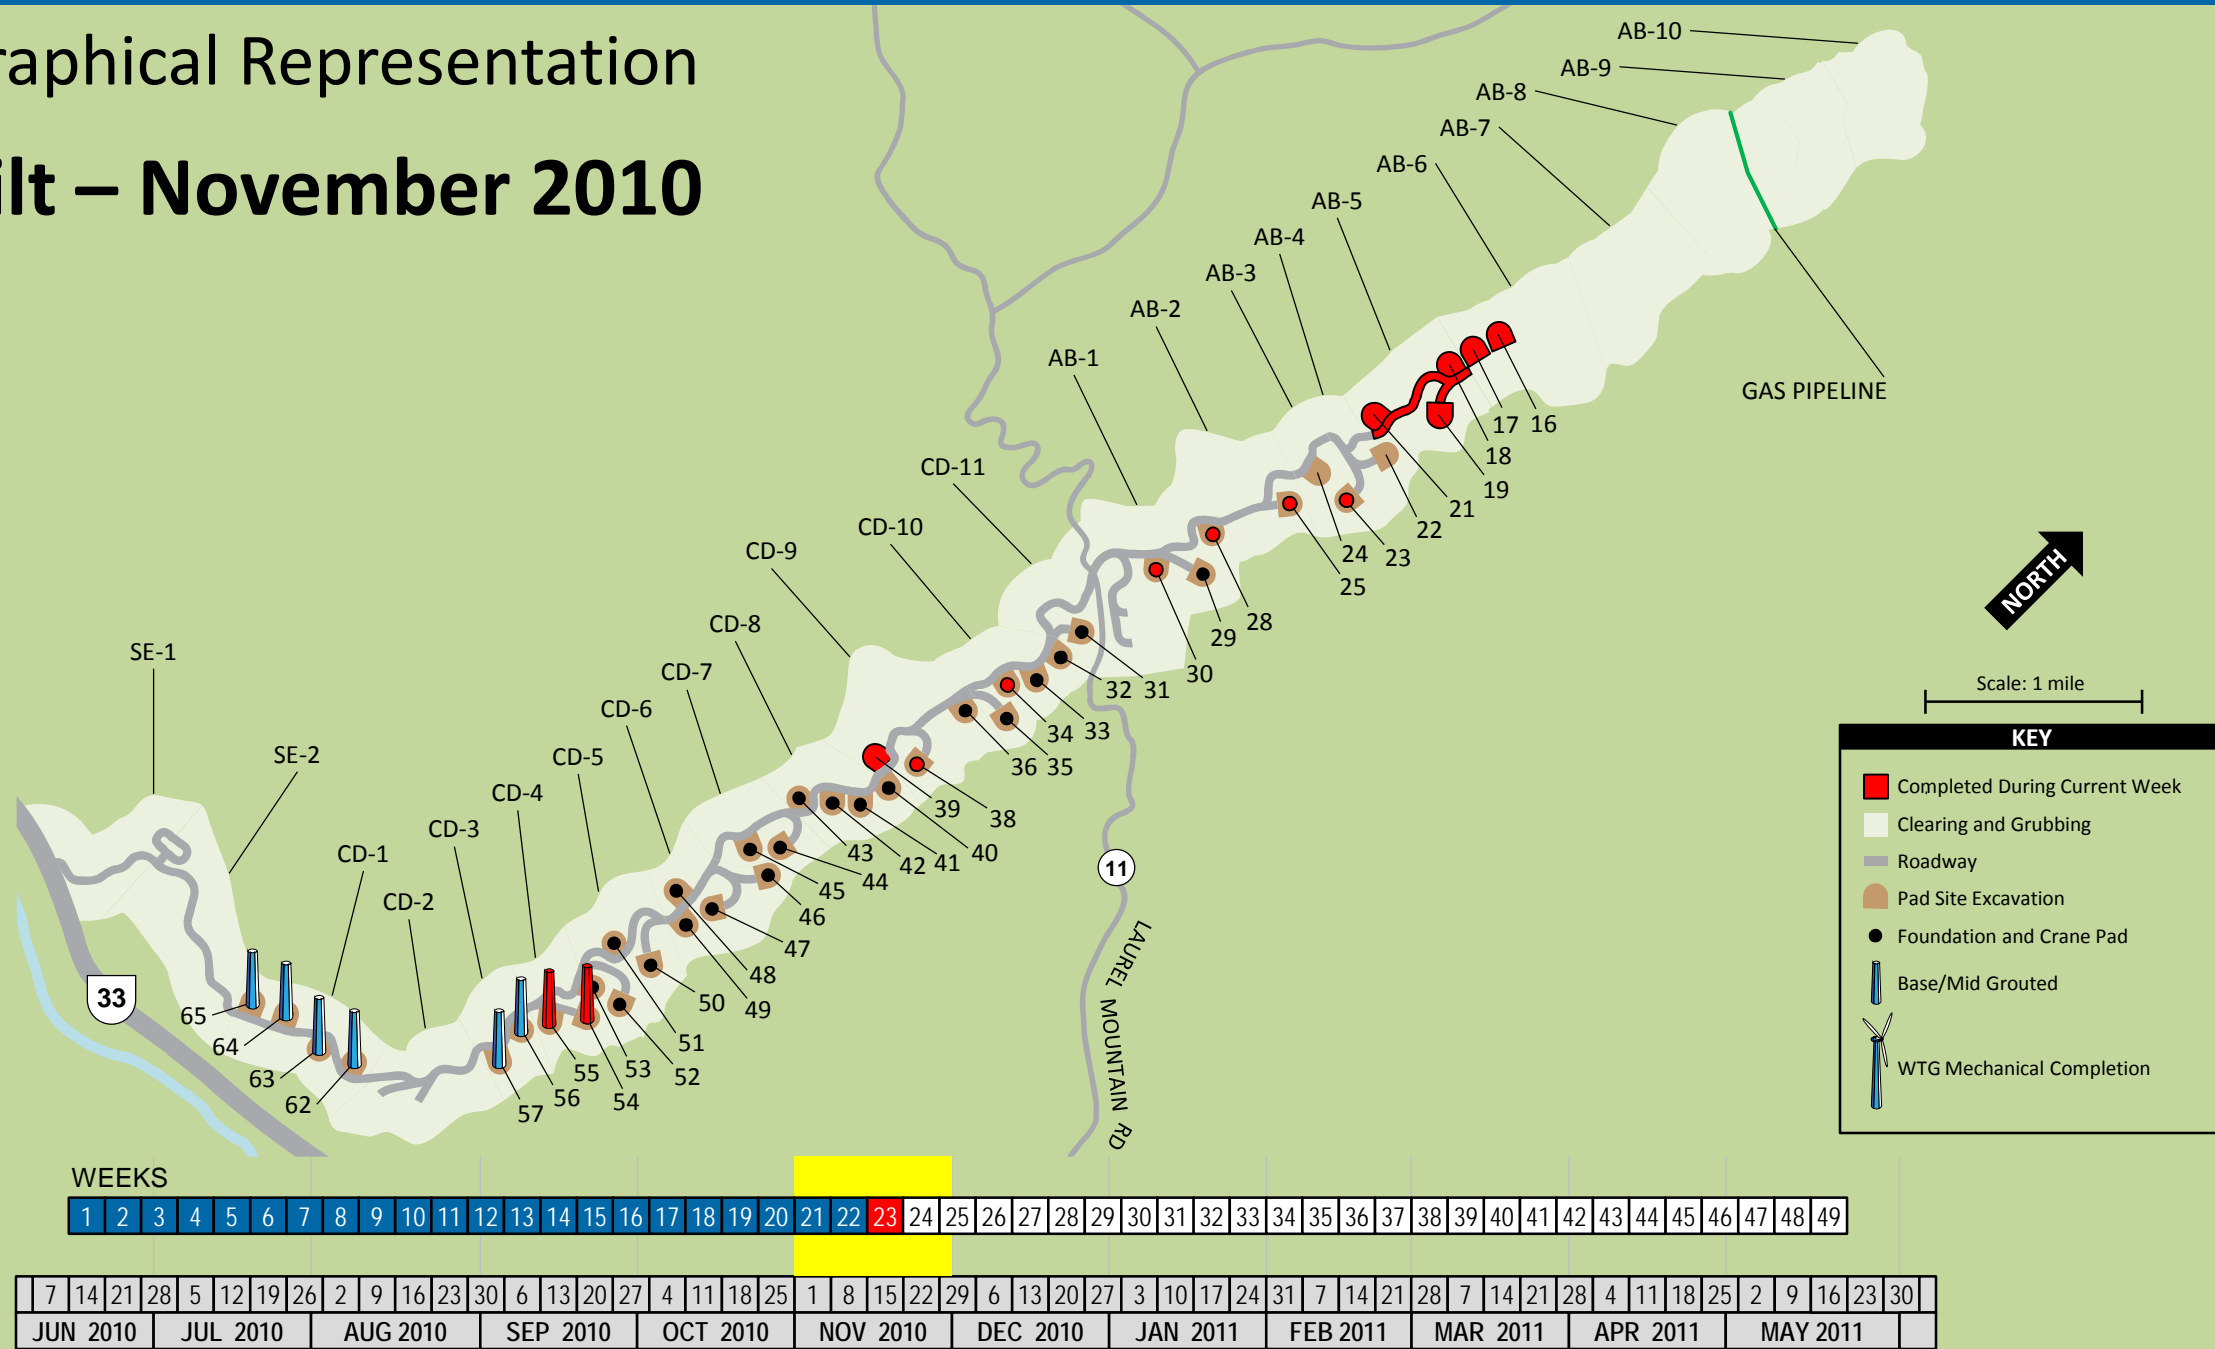 raphical Representation
ilt – November 2010
AB-10
AB-9
AB-8
AB-7
AB-6
AB-5
AB-4
AB-3
AB-2
AB-1
CD-11
CD-10
CD-9
CD-8
CD-7
CD-6
CD-5
CD-4
CD-3
CD-2
CD-1
SE-2
SE-1
GAS PIPELINE
16
17
18
19
21
22
23
24
25
28
29
30
31
32
33
34
35
36
38
39
40
41
42
43
44
45
46
47
48
49
50
51
52
53
54
55
56
57
62
63
64
65
33
11
LAUREL MOUNTAIN RD
NORTH
Scale: 1 mile
KEY
Completed During Current Week
Clearing and Grubbing
Roadway
Pad Site Excavation
Foundation and Crane Pad
Base/Mid Grouted
WTG Mechanical Completion
WEEKS
1 2 3 4 5 6 7 8 9 10 11 12 13 14 15 16 17 18 19 20 21 22 23 24 25 26 27 28 29 30 31 32 33 34 35 36 37 38 39 40 41 42 43 44 45 46 47 48 49
7 14 21 28 5 12 19 26 2 9 16 23 30 6 13 20 27 4 11 18 25 1 8 15 22 29 6 13 20 27 3 10 17 24 31 7 14 21 28 7 14 21 28 4 11 18 25 2 9 16 23 30
JUN 2010 JUL 2010 AUG 2010 SEP 2010 OCT 2010 NOV 2010 DEC 2010 JAN 2011 FEB 2011 MAR 2011 APR 2011 MAY 2011